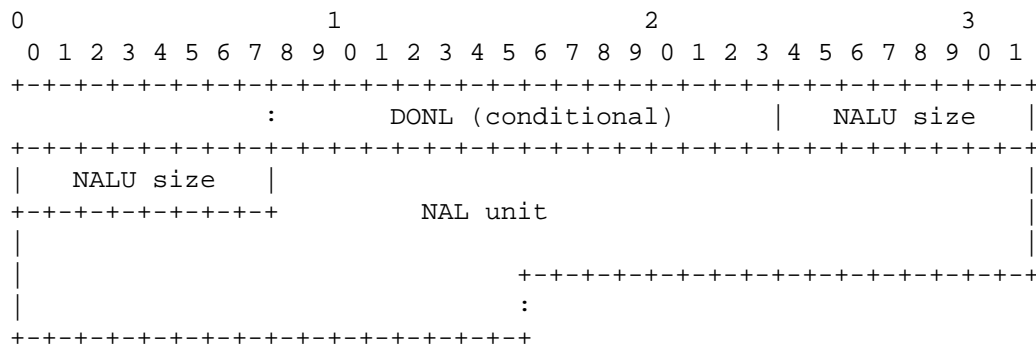 0                   1                   2                   3
 0 1 2 3 4 5 6 7 8 9 0 1 2 3 4 5 6 7 8 9 0 1 2 3 4 5 6 7 8 9 0 1
+-+-+-+-+-+-+-+-+-+-+-+-+-+-+-+-+-+-+-+-+-+-+-+-+-+-+-+-+-+-+-+-+
                :       DONL (conditional)      |   NALU size   |
+-+-+-+-+-+-+-+-+-+-+-+-+-+-+-+-+-+-+-+-+-+-+-+-+-+-+-+-+-+-+-+-+
|   NALU size   |                                               |
+-+-+-+-+-+-+-+-+         NAL unit                              |
|                                                               |
|                               +-+-+-+-+-+-+-+-+-+-+-+-+-+-+-+-+
|                               :
+-+-+-+-+-+-+-+-+-+-+-+-+-+-+-+-+